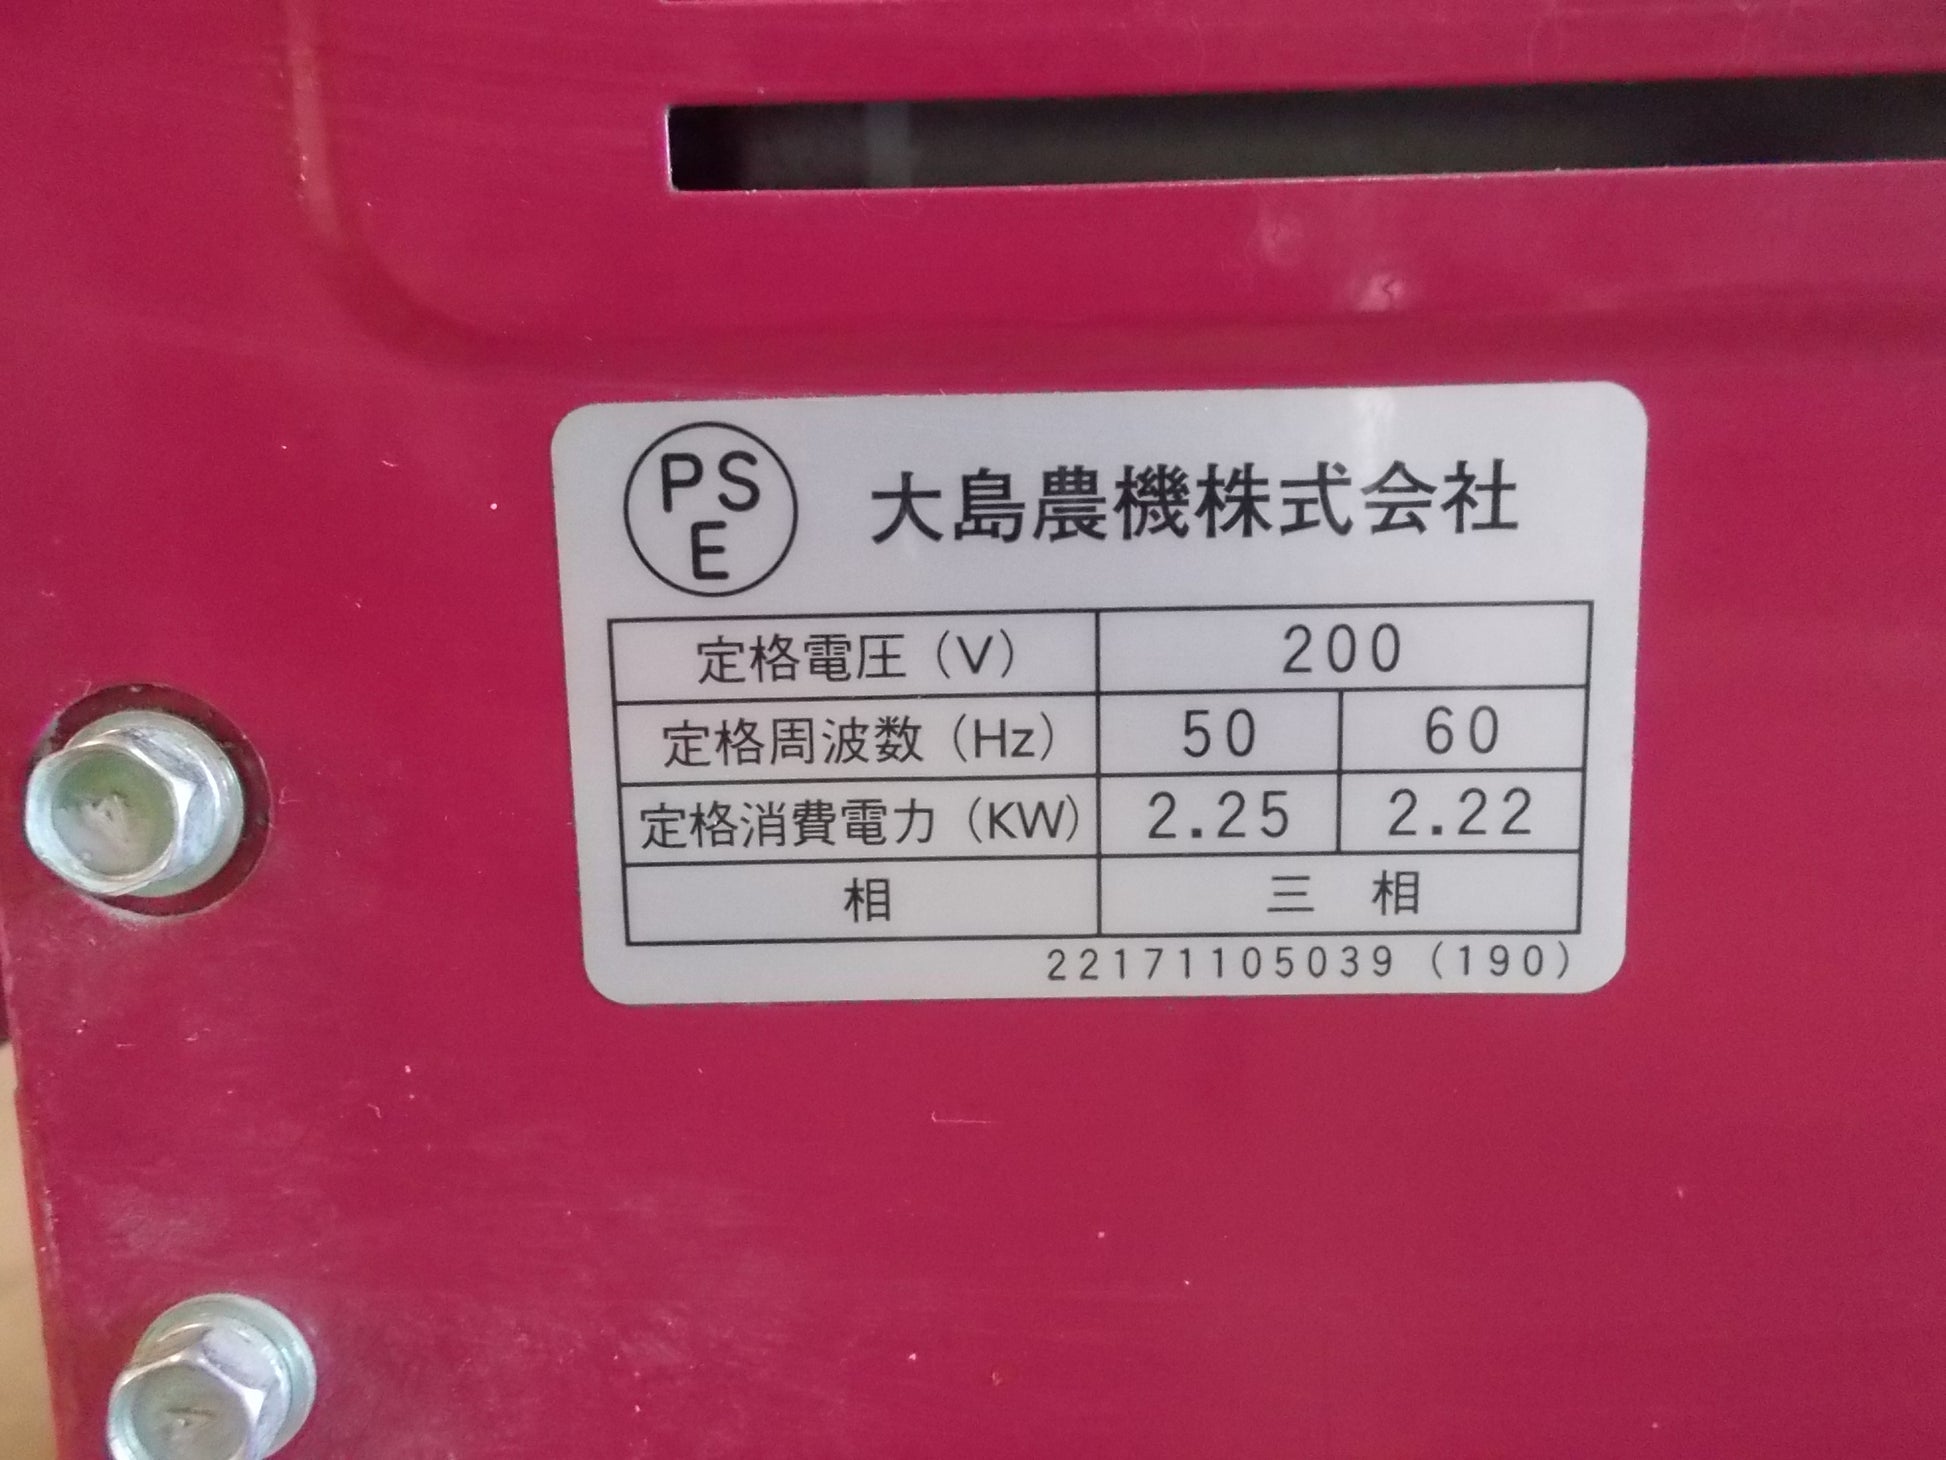 PS
E
大島農機株式会社
定格電圧（V） 200
定格周波数（Hz） 50 60
定格消費電力（KW） 2.25 2.22
相 三 相
22171105039 (190)